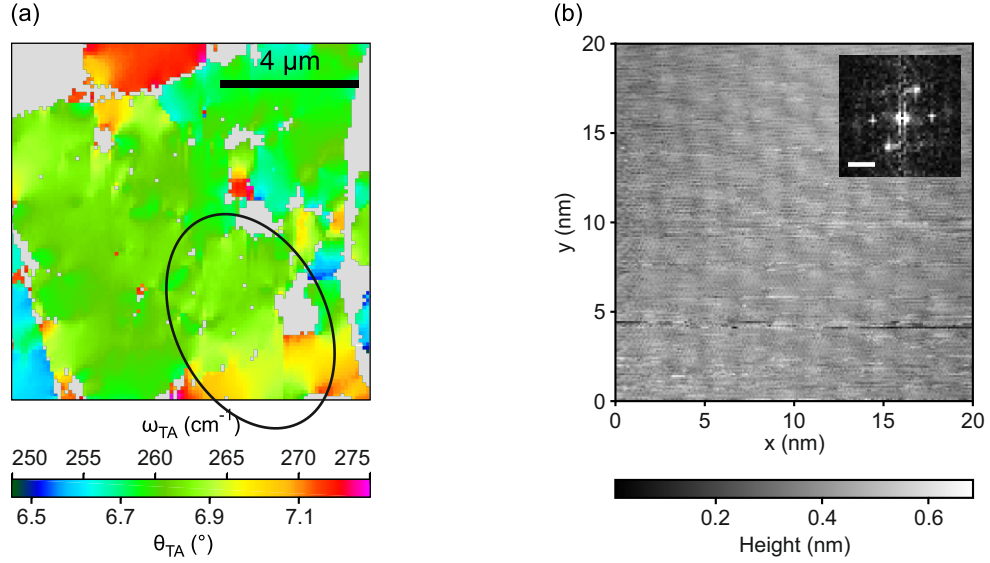 (a)
4 μm
ω_TA (cm⁻¹)
250 255 260 265 270 275
6.5 6.7 6.9 7.1
θ_TA (°)
(b)
20
15
10
5
0
y (nm)
0 5 10 15 20
x (nm)
0.2 0.4 0.6
Height (nm)